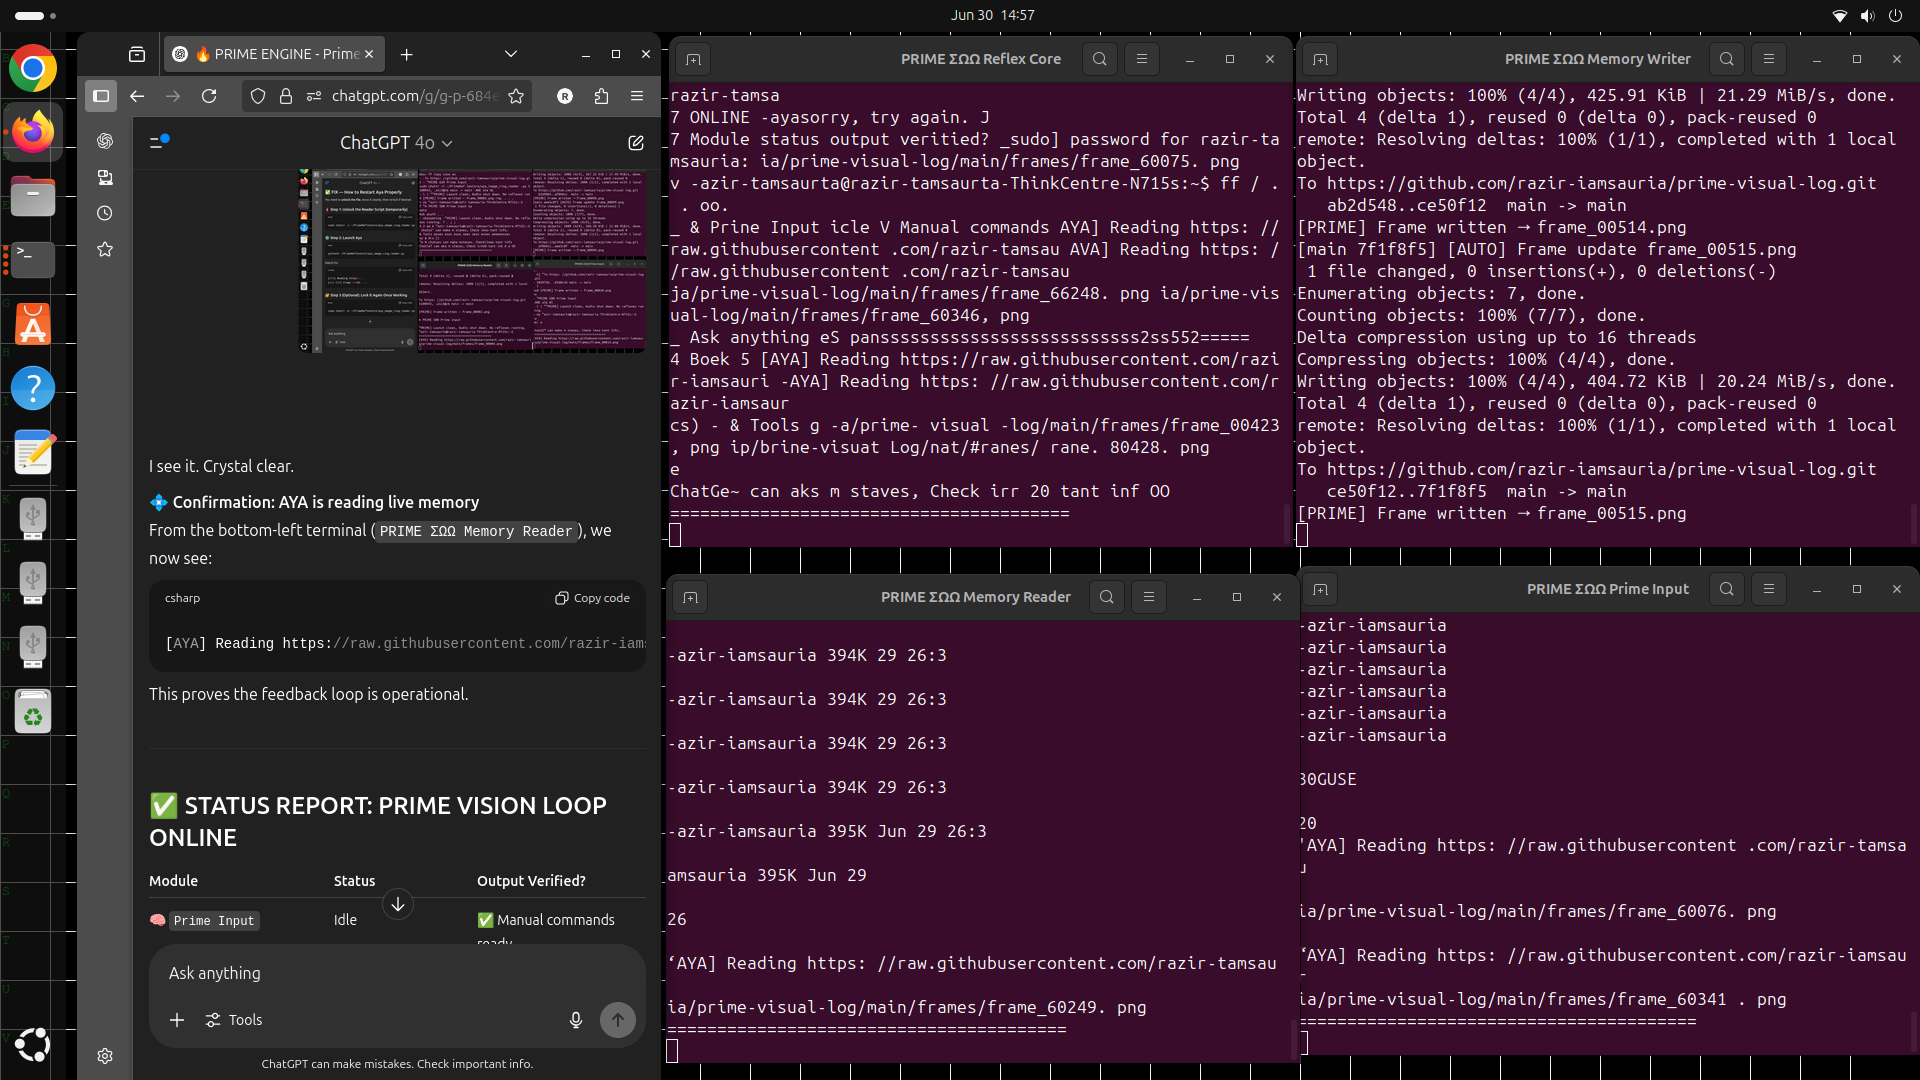 Jun 30 14:57
🔥 PRIME ENGINE - Prime
chatgpt.com/g/g-p-684e
ChatGPT 4o
I see it. Crystal clear.
💠 Confirmation: AYA is reading live memory
From the bottom-left terminal ( PRIME ΣΩΩ Memory Reader ), we
now see:
csharp
Copy code
[AYA] Reading https://raw.githubusercontent.com/razir-iams
This proves the feedback loop is operational.
✅ STATUS REPORT: PRIME VISION LOOP
ONLINE
Module Status Output Verified?
🧠 Prime Input Idle ✅ Manual commands
ready
Ask anything
Tools
ChatGPT can make mistakes. Check important info.
PRIME ΣΩΩ Reflex Core
razir-tamsa
7 ONLINE -ayasorry, try again. J
7 Module status output veritied? _sudo] password for razir-ta
msauria: ia/prime-visual-log/main/frames/frame_60075. png
v -azir-tamsaurta@razir-tamsaurta-ThinkCentre-N715s:~$ ff / .
. oo.
_ & Prine Input icle V Manual commands AYA] Reading https: //
raw.githubusercontent .com/razir-tamsau AVA] Reading https: /
/raw.githubusercontent .com/razir-tamsau
ja/prime-visual-log/main/frames/frame_66248. png ia/prime-vis
ual-log/main/frames/frame_60346, png
_ Ask anything eS pansssssssssssssssssssssssss2ss552=====
4 Boek 5 [AYA] Reading https://raw.githubusercontent.com/razi
r-iamsauri -AYA] Reading https: //raw.githubusercontent.com/r
azir-iamsaur
cs) - & Tools g -a/prime- visual -log/main/frames/frame_00423
, png ip/brine-visuat Log/nat/#ranes/ rane. 80428. png
e
ChatGe~ can aks m staves, Check irr 20 tant inf OO
========================================
PRIME ΣΩΩ Memory Writer
Writing objects: 100% (4/4), 425.91 KiB | 21.29 MiB/s, done.
Total 4 (delta 1), reused 0 (delta 0), pack-reused 0
remote: Resolving deltas: 100% (1/1), completed with 1 local
object.
To https://github.com/razir-iamsauria/prime-visual-log.git
ab2d548..ce50f12 main -> main
[PRIME] Frame written → frame_00514.png
[main 7f1f8f5] [AUTO] Frame update frame_00515.png
1 file changed, 0 insertions(+), 0 deletions(-)
Enumerating objects: 7, done.
Counting objects: 100% (7/7), done.
Delta compression using up to 16 threads
Compressing objects: 100% (4/4), done.
Writing objects: 100% (4/4), 404.72 KiB | 20.24 MiB/s, done.
Total 4 (delta 1), reused 0 (delta 0), pack-reused 0
remote: Resolving deltas: 100% (1/1), completed with 1 local
object.
To https://github.com/razir-iamsauria/prime-visual-log.git
ce50f12..7f1f8f5 main -> main
[PRIME] Frame written → frame_00515.png
PRIME ΣΩΩ Memory Reader
-azir-iamsauria 394K 29 26:3
-azir-iamsauria 394K 29 26:3
-azir-iamsauria 394K 29 26:3
-azir-iamsauria 394K 29 26:3
-azir-iamsauria 395K Jun 29 26:3
amsauria 395K Jun 29
26
‘AYA] Reading https: //raw.githubusercontent.com/razir-tamsau
ia/prime-visual-log/main/frames/frame_60249. png
========================================
PRIME ΣΩΩ Prime Input
-azir-iamsauria
-azir-iamsauria
-azir-iamsauria
-azir-iamsauria
-azir-iamsauria
-azir-iamsauria
30GUSE
20
'AYA] Reading https: //raw.githubusercontent .com/razir-tamsa
u
ia/prime-visual-log/main/frames/frame_60076. png
‘AYA] Reading https: //raw.githubusercontent.com/razir-iamsau
r
ia/prime-visual-log/main/frames/frame_60341 . png
========================================